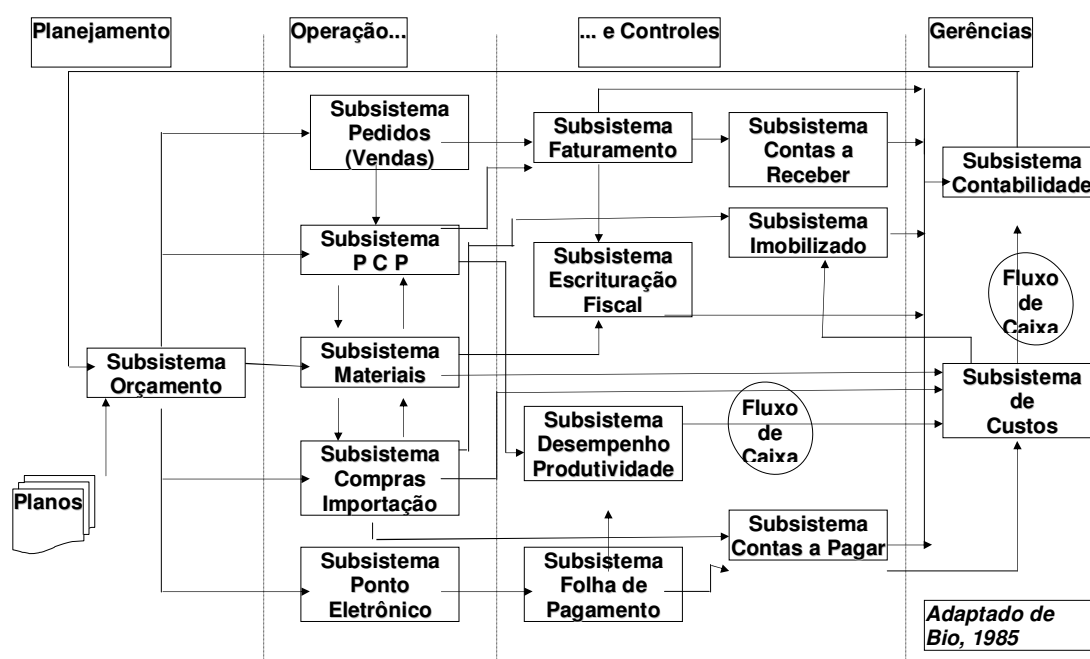 Planejamento
Operação...
... e Controles
Gerências
Subsistema
Pedidos
(Vendas)
Subsistema
Faturamento
Subsistema
Contas a
Receber
Subsistema
Contabilidade
Subsistema
P C P
Subsistema
Escrituração
Fiscal
Subsistema
Imobilizado
Fluxo
de
Caixa
Subsistema
Orçamento
Subsistema
Materiais
Subsistema
de
Custos
Subsistema
Desempenho
Produtividade
Fluxo
de
Caixa
Planos
Subsistema
Compras
Importação
Subsistema
Contas a Pagar
Subsistema
Ponto
Eletrônico
Subsistema
Folha de
Pagamento
Adaptado de
Bio, 1985